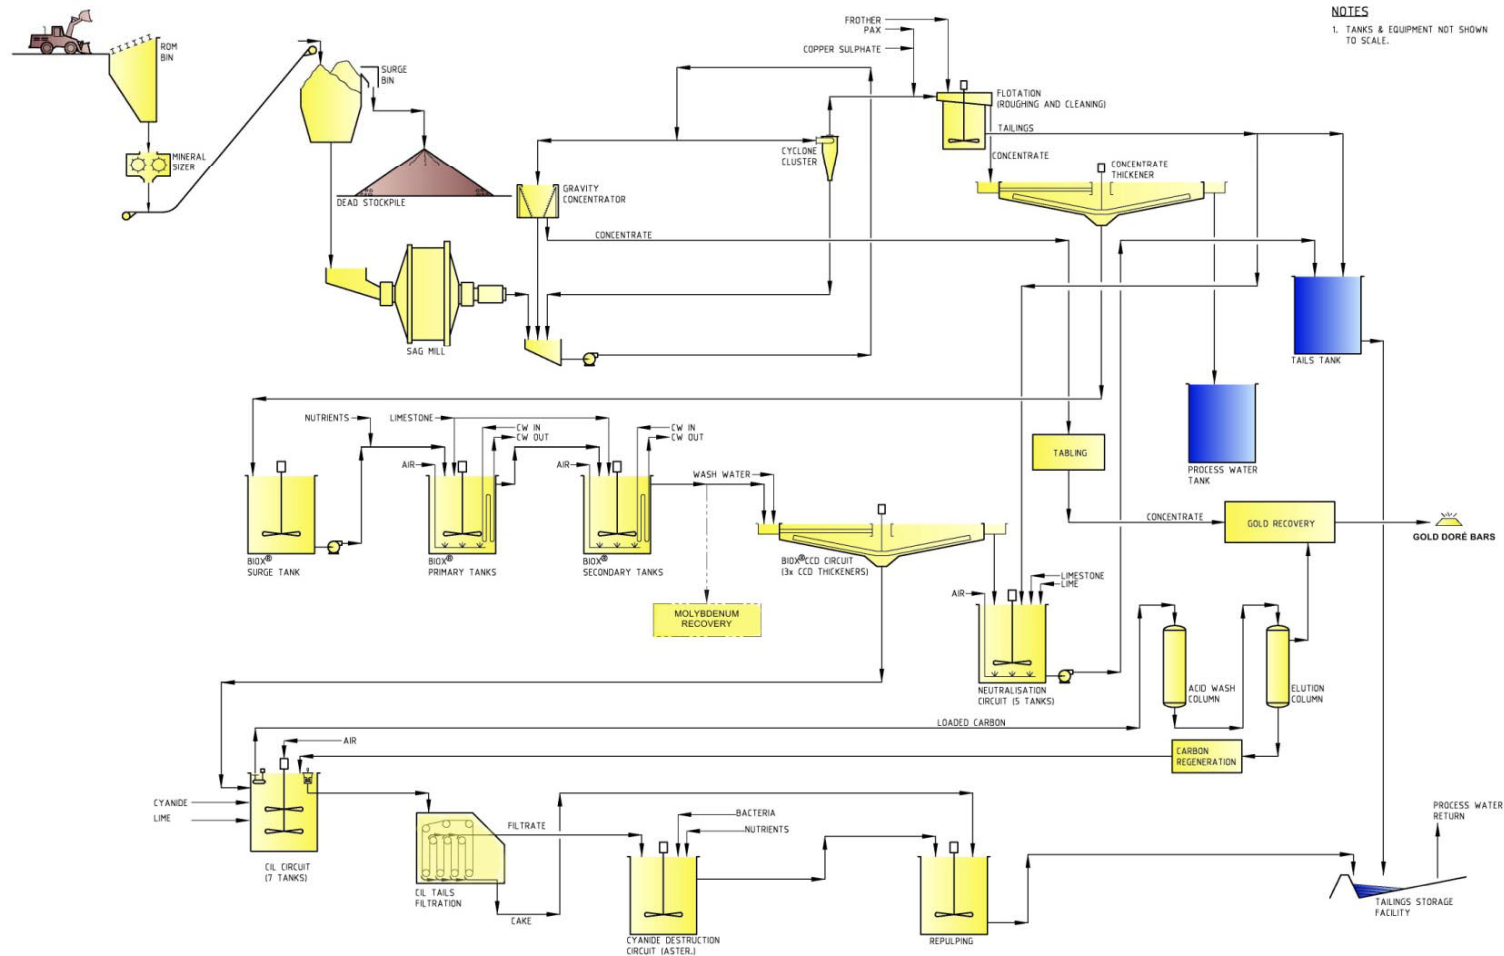 NOTES
1. TANKS & EQUIPMENT NOT SHOWN
TO SCALE.
FROTHER
PAX
COPPER SULPHATE
ROM
BIN
SURGE
BIN
MINERAL
SIZER
DEAD STOCKPILE
GRAVITY
CONCENTRATOR
CYCLONE
CLUSTER
FLOTATION
(ROUGHING AND CLEANING)
TAILINGS
CONCENTRATE
CONCENTRATE
THICKENER
CONCENTRATE
SAG MILL
TAILS TANK
PROCESS WATER
TANK
NUTRIENTS
LIMESTONE
CW IN
CW OUT
CW IN
CW OUT
AIR
AIR
TABLING
WASH WATER
BIOX®
SURGE TANK
BIOX®
PRIMARY TANKS
BIOX®
SECONDARY TANKS
BIOX®CCD CIRCUIT
(3x CCD THICKENERS)
CONCENTRATE
GOLD RECOVERY
GOLD DORÉ BARS
MOLYBDENUM
RECOVERY
LIMESTONE
LIME
AIR
NEUTRALISATION
CIRCUIT (5 TANKS)
ACID WASH
COLUMN
ELUTION
COLUMN
LOADED CARBON
CARBON
REGENERATION
AIR
CYANIDE
LIME
CIL CIRCUIT
(7 TANKS)
CIL TAILS
FILTRATION
FILTRATE
CAKE
BACTERIA
NUTRIENTS
CYANIDE DESTRUCTION
CIRCUIT (ASTER.)
REPULPING
PROCESS WATER
RETURN
TAILINGS STORAGE
FACILITY